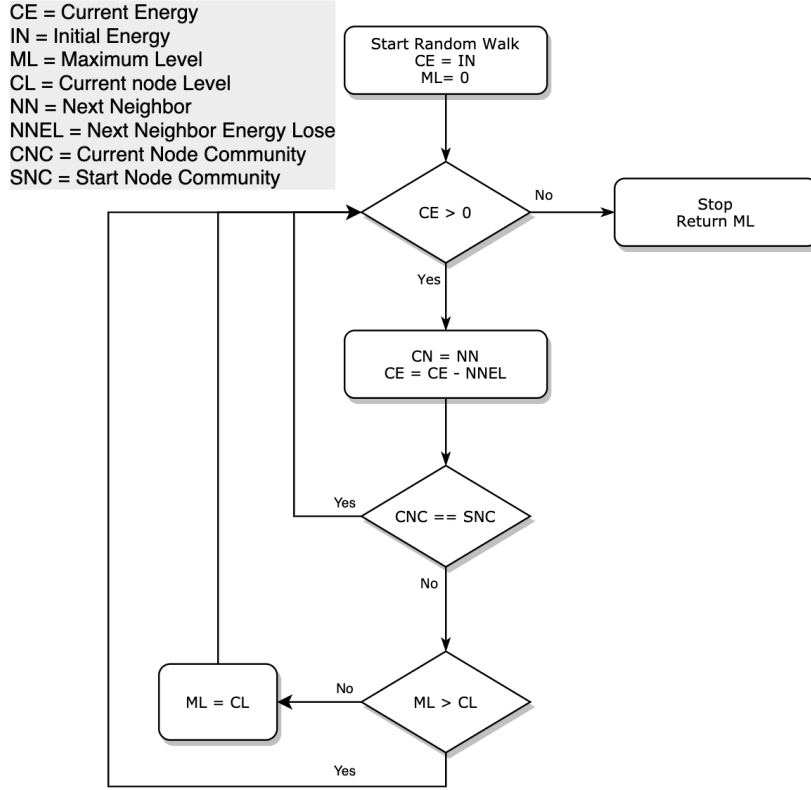 CE = Current Energy
IN = Initial Energy
ML = Maximum Level
CL = Current node Level
NN = Next Neighbor
NNEL = Next Neighbor Energy Lose
CNC = Current Node Community
SNC = Start Node Community
Start Random Walk
CE = IN
ML= 0
CE > 0
No
Stop
Return ML
Yes
CN = NN
CE = CE - NNEL
Yes
CNC == SNC
No
ML = CL
No
ML > CL
Yes